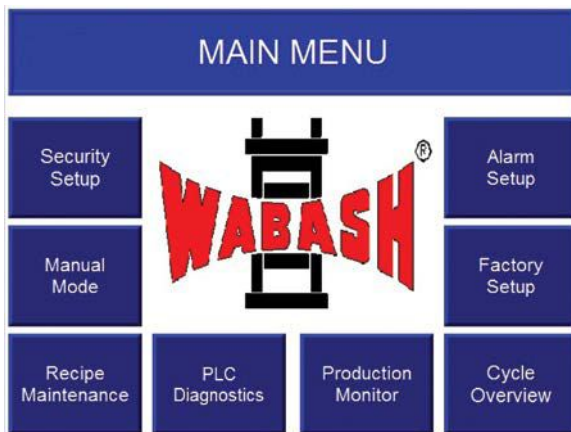 MAIN MENU
Security
Setup
WABASH
®
Alarm
Setup
Manual
Mode
Factory
Setup
Recipe
Maintenance
PLC
Diagnostics
Production
Monitor
Cycle
Overview